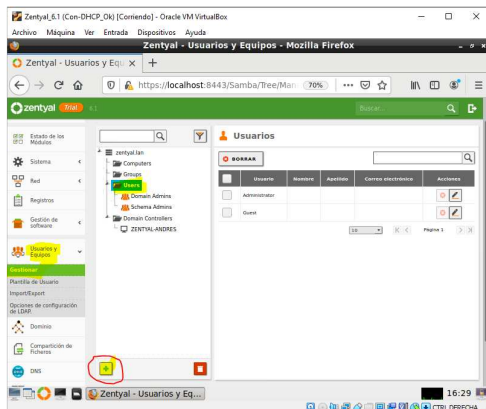 Zentyal_6.1 (Con-DHCP_Ok) [Corriendo] - Oracle VM VirtualBox
Archivo Máquina Ver Entrada Dispositivos Ayuda
Zentyal - Usuarios y Equipos - Mozilla Firefox
Zentyal - Usuarios y Equ
https://localhost:8443/Samba/Tree/Man
70%
zentyal Trial 6.1
Buscar...
Estado de los Módulos
Sistema
Red
Registros
Gestión de software
Usuarios y Equipos
Gestionar
Plantilla de Usuario
Import/Export
Opciones de configuración de LDAP
Dominio
Compartición de Ficheros
DNS
zentyal.lan
Computers
Groups
Users
Domain Admins
Schema Admins
Domain Controllers
ZENTYAL-ANDRES
Usuarios
BORRAR
Usuario Nombre Apellido Correo electrónico Acciones
Administrator
Guest
10 Página 1
Zentyal - Usuarios y Eq...
16:29
CTRL DERECHA